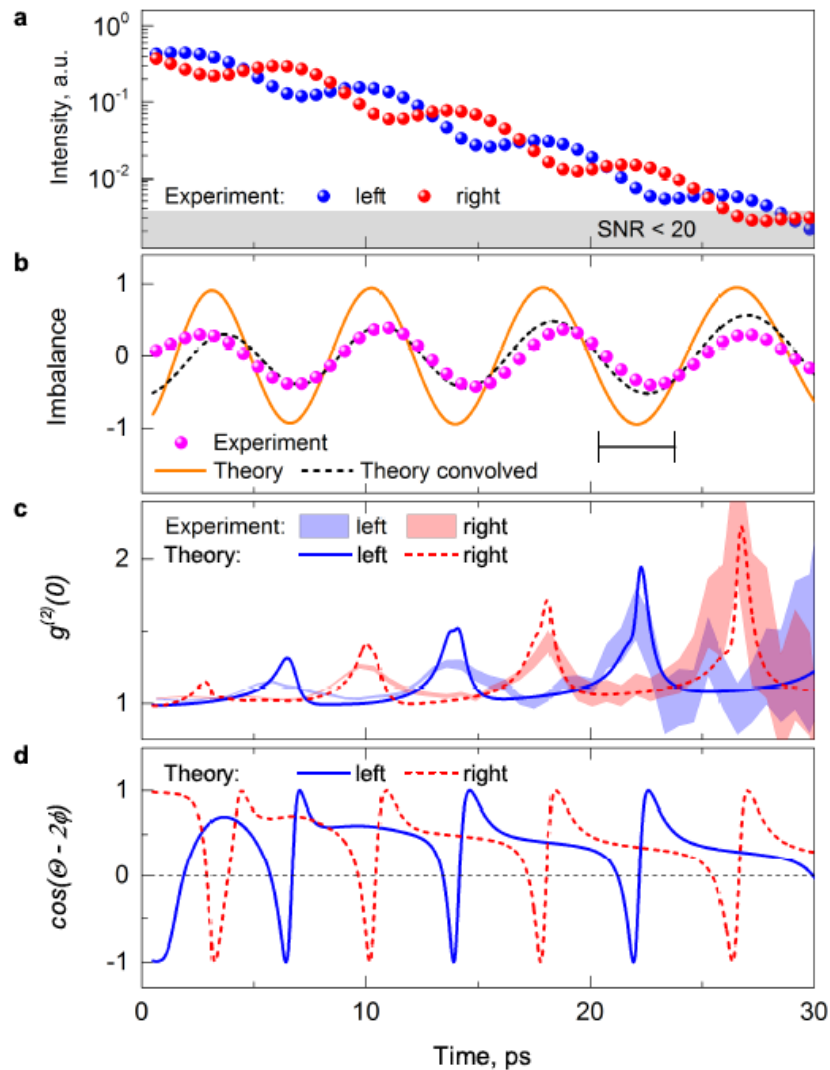 a
Intensity, a.u.
10⁰
10⁻¹
10⁻²
Experiment: left right
SNR < 20
b
Imbalance
1
0
-1
Experiment
Theory Theory convolved
c
g⁽²⁾(0)
2
1
Experiment: left right
Theory: left right
d
cos(Θ - 2ϕ)
1
0
-1
Theory: left right
0 10 20 30
Time, ps